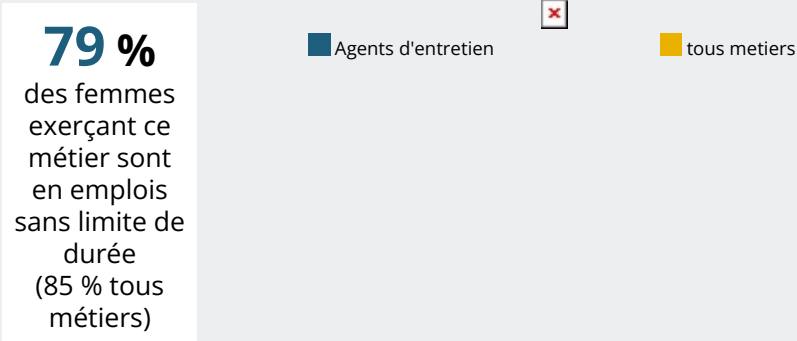 79 %
des femmes
exerçant ce
métier sont
en emplois
sans limite de
durée
(85 % tous
métiers)
Agents d'entretien
tous metiers